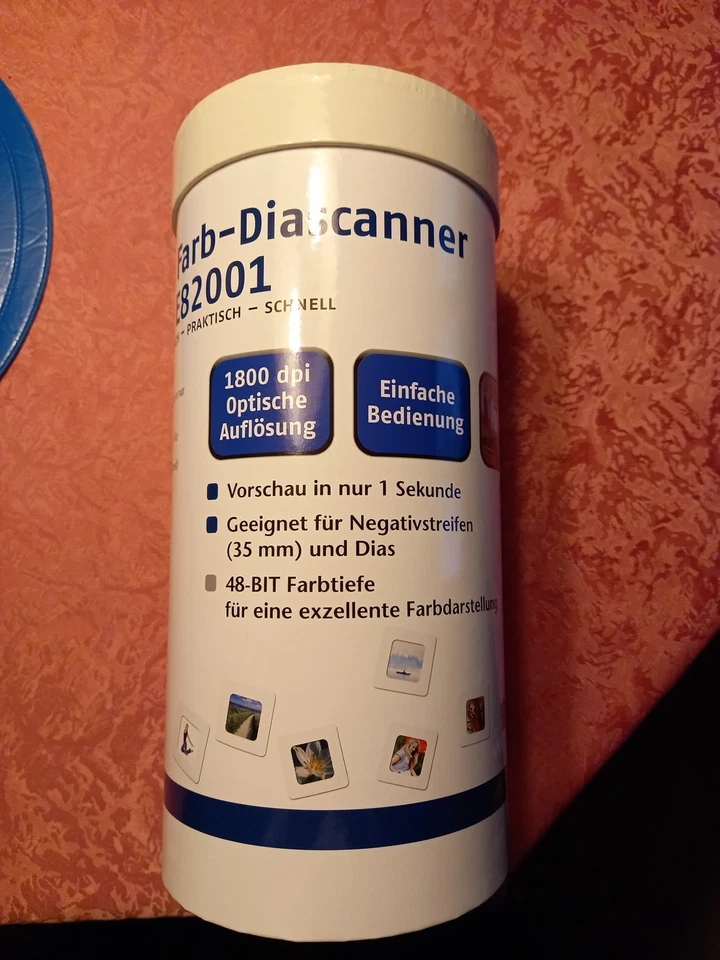 Farb-Diascanner
E82001
- PRAKTISCH - SCHNELL
1800 dpi
Optische
Auflösung
Einfache
Bedienung
Vorschau in nur 1 Sekunde
Geeignet für Negativstreifen
(35 mm) und Dias
48-BIT Farbtiefe
für eine exzellente Farbdarstellung